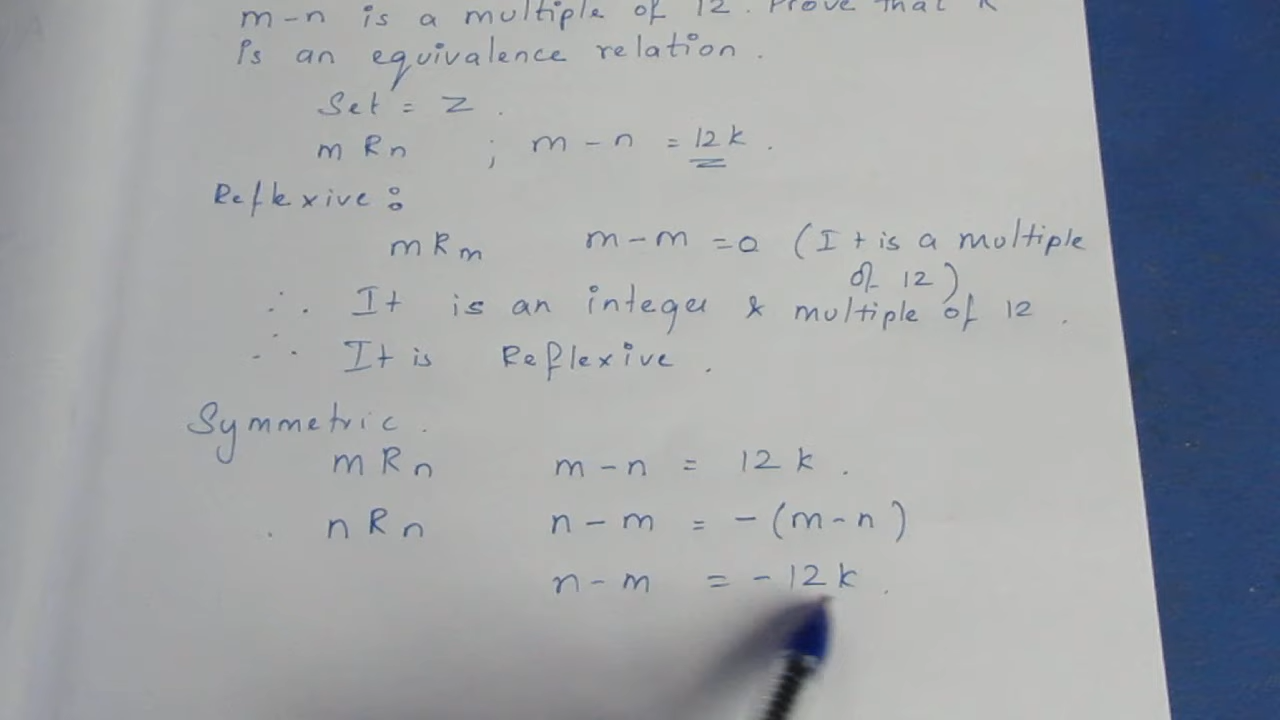 m - n is a multiple of 12. Prove that R
is an equivalence relation.
Set = Z.
m R n ; m - n = 12 k.
Reflexive :
m R m m - m = 0 (It is a multiple
of 12)
∴ It is an integer & multiple of 12.
∴ It is Reflexive.
Symmetric.
m R n m - n = 12 k.
. n R n n - m = - (m - n)
n - m = - 12 k.